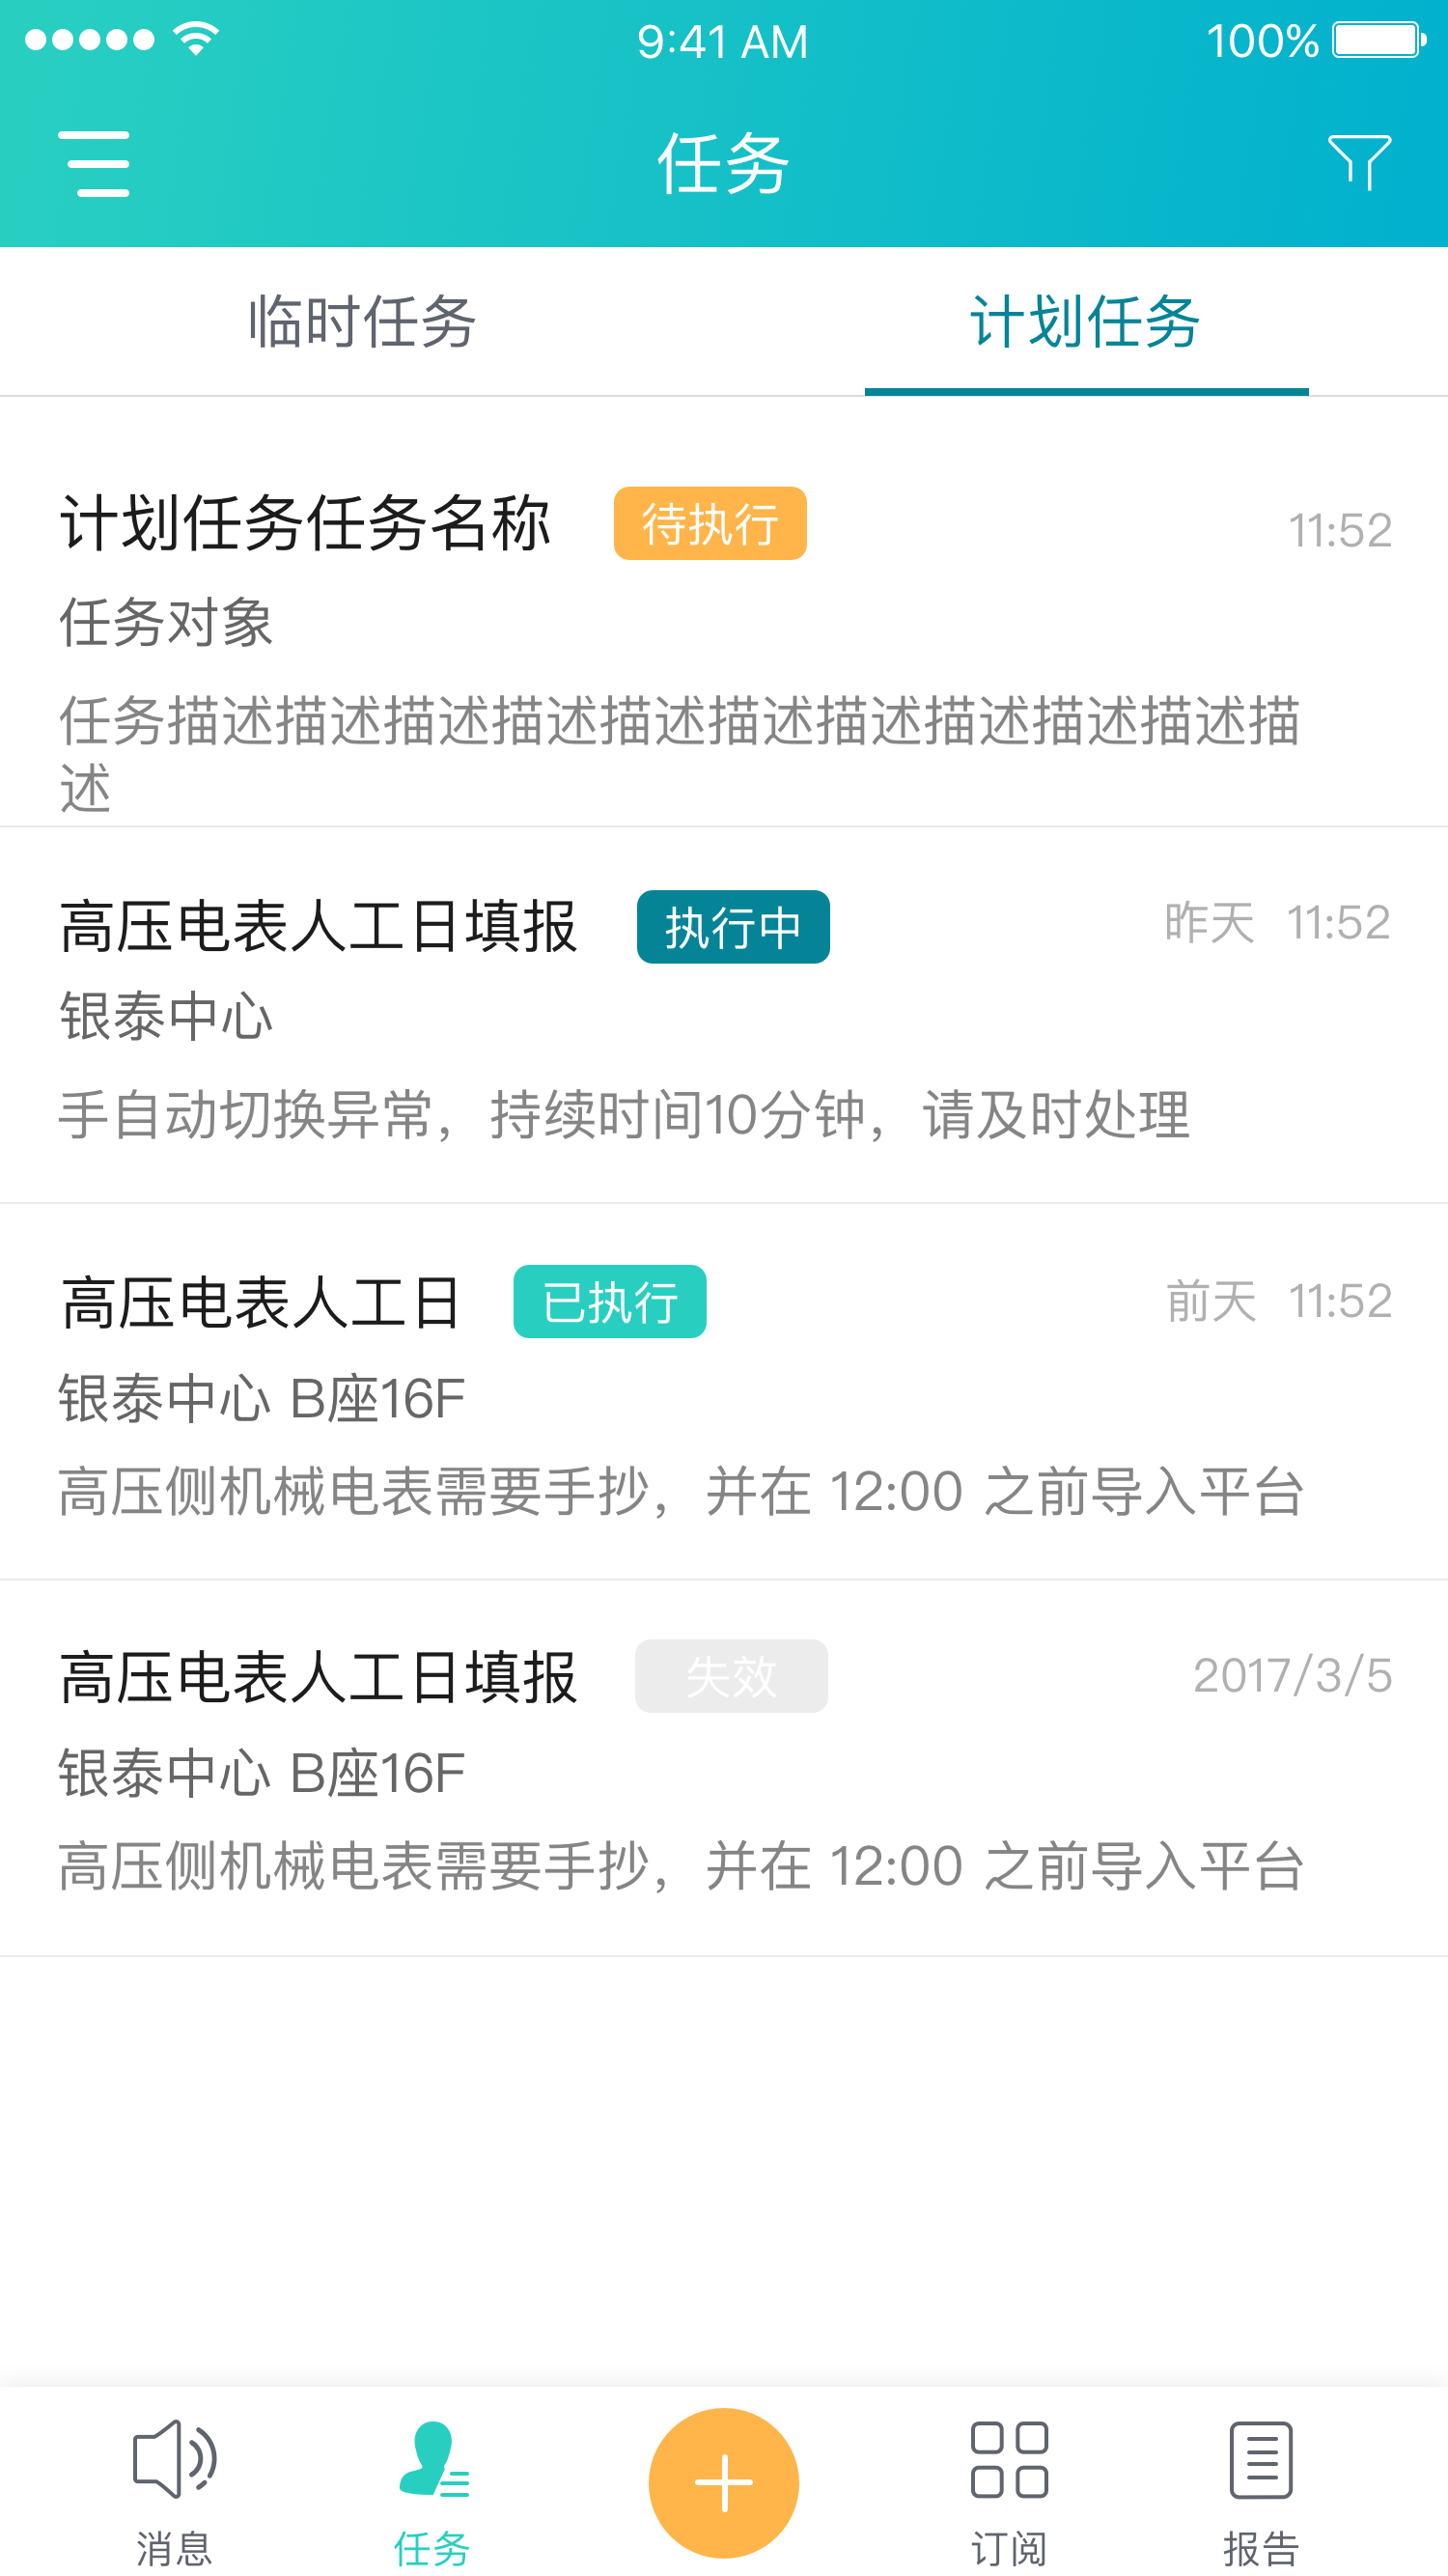 9:41 AM 100%
任务
临时任务 计划任务
计划任务任务名称 待执行 11:52
任务对象
任务描述描述描述描述描述描述描述描述描述描述描
述
高压电表人工日填报 执行中 昨天 11:52
银泰中心
手自动切换异常，持续时间10分钟，请及时处理
高压电表人工日 已执行 前天 11:52
银泰中心 B座16F
高压侧机械电表需要手抄，并在 12:00 之前导入平台
高压电表人工日填报 失效 2017/3/5
银泰中心 B座16F
高压侧机械电表需要手抄，并在 12:00 之前导入平台
消息 任务 订阅 报告